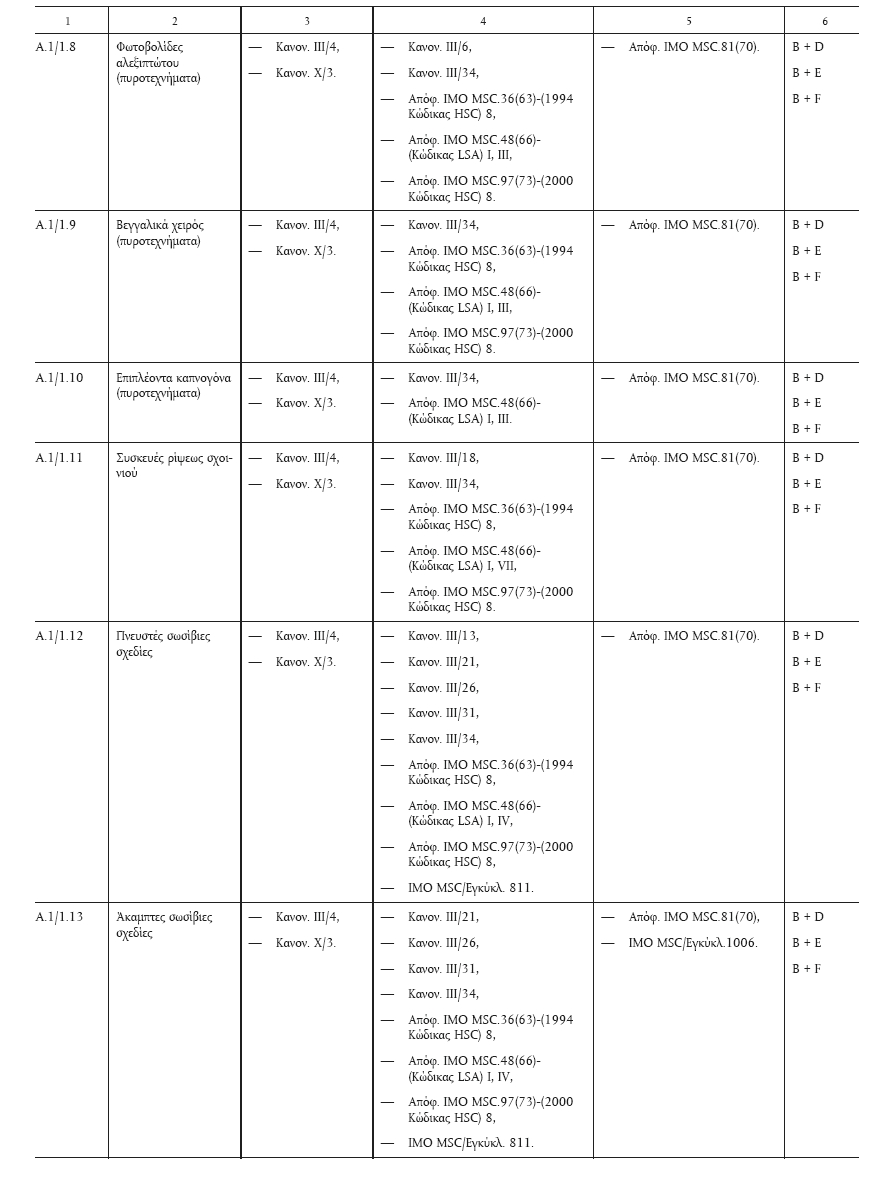 1 2 3 4 5 6
A.1/1.8 Φωτοβολίδες — Κανον. III/4, — Κανον. III/6, — Απόφ. IMO MSC.81(70). B + D
αλεξιπτώτου
(πυροτεχνήματα) — Κανον. X/3. — Κανον. III/34, B + E
— Απόφ. IMO MSC.36(63)-(1994 B + F
Κώδικας HSC) 8,
— Απόφ. IMO MSC.48(66)-
(Κώδικας LSA) I, III,
— Απόφ. IMO MSC.97(73)-(2000
Κώδικας HSC) 8.
A.1/1.9 Βεγγαλικά χειρός — Κανον. III/4, — Κανον. III/34, — Απόφ. IMO MSC.81(70). B + D
(πυροτεχνήματα) — Κανον. X/3. — Απόφ. IMO MSC.36(63)-(1994 B + E
Κώδικας HSC) 8, B + F
— Απόφ. IMO MSC.48(66)-
(Κώδικας LSA) I, III,
— Απόφ. IMO MSC.97(73)-(2000
Κώδικας HSC) 8.
A.1/1.10 Επιπλέοντα καπνογόνα — Κανον. III/4, — Κανον. III/34, — Απόφ. IMO MSC.81(70). B + D
(πυροτεχνήματα) — Κανον. X/3. — Απόφ. IMO MSC.48(66)- B + E
(Κώδικας LSA) I, III. B + F
A.1/1.11 Συσκευές ρίψεως σχοι- — Κανον. III/4, — Κανον. III/18, — Απόφ. IMO MSC.81(70). B + D
νιού — Κανον. X/3. — Κανον. III/34, B + E
— Απόφ. IMO MSC.36(63)-(1994 B + F
Κώδικας HSC) 8,
— Απόφ. IMO MSC.48(66)-
(Κώδικας LSA) I, VII,
— Απόφ. IMO MSC.97(73)-(2000
Κώδικας HSC) 8.
A.1/1.12 Πνευστές σωσίβιες — Κανον. III/4, — Κανον. III/13, — Απόφ. IMO MSC.81(70). B + D
σχεδίες — Κανον. X/3. — Κανον. III/21, B + E
— Κανον. III/26, B + F
— Κανον. III/31,
— Κανον. III/34,
— Απόφ. IMO MSC.36(63)-(1994
Κώδικας HSC) 8,
— Απόφ. IMO MSC.48(66)-
(Κώδικας LSA) I, IV,
— Απόφ. IMO MSC.97(73)-(2000
Κώδικας HSC) 8,
— IMO MSC/Εγκύκλ. 811.
A.1/1.13 Άκαμπτες σωσίβιες — Κανον. III/4, — Κανον. III/21, — Απόφ. IMO MSC.81(70), B + D
σχεδίες — Κανον. X/3. — Κανον. III/26, — IMO MSC/Εγκύκλ.1006. B + E
— Κανον. III/31, B + F
— Κανον. III/34,
— Απόφ. IMO MSC.36(63)-(1994
Κώδικας HSC) 8,
— Απόφ. IMO MSC.48(66)-
(Κώδικας LSA) I, IV,
— Απόφ. IMO MSC.97(73)-(2000
Κώδικας HSC) 8,
— IMO MSC/Εγκύκλ. 811.